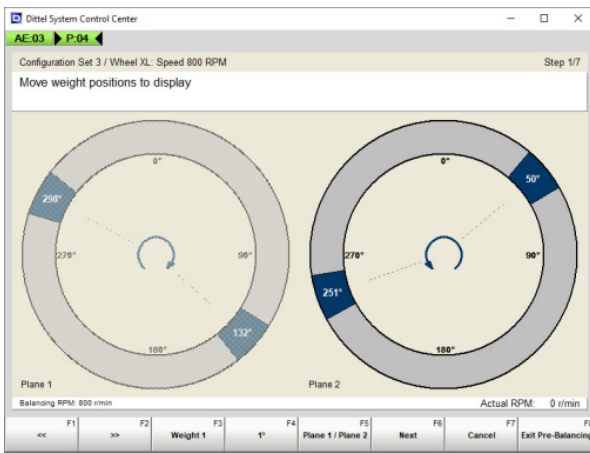 Dittel System Control Center
AE:03 P:04
Configuration Set 3 / Wheel XL: Speed 800 RPM Step 1/7
Move weight positions to display
0° 0°
298° 50°
270° 90° 270° 90°
251°
132°
180° 180°
Plane 1 Plane 2
Balancing RPM: 800 r/min Actual RPM: 0 r/min
F1 F2 F3 F4 F5 F6 F7 F8
<< >> Weight 1 1° Plane 1 / Plane 2 Next Cancel Exit Pre-Balancing